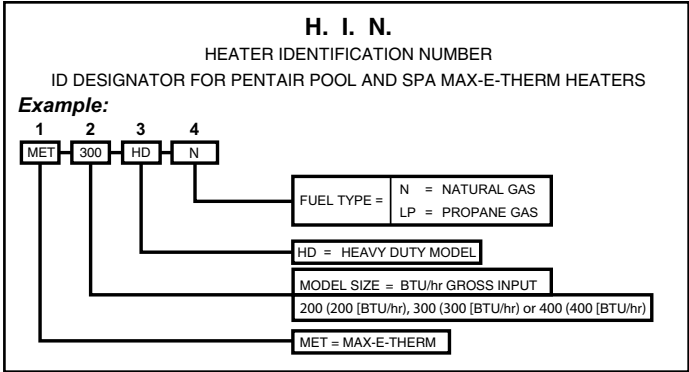 H. I. N.
HEATER IDENTIFICATION NUMBER
ID DESIGNATOR FOR PENTAIR POOL AND SPA MAX-E-THERM HEATERS
Example:
1 2 3 4
MET 300 HD N
FUEL TYPE = N = NATURAL GAS
LP = PROPANE GAS
HD = HEAVY DUTY MODEL
MODEL SIZE = BTU/hr GROSS INPUT
200 (200 [BTU/hr), 300 (300 [BTU/hr) or 400 (400 [BTU/hr)
MET = MAX-E-THERM